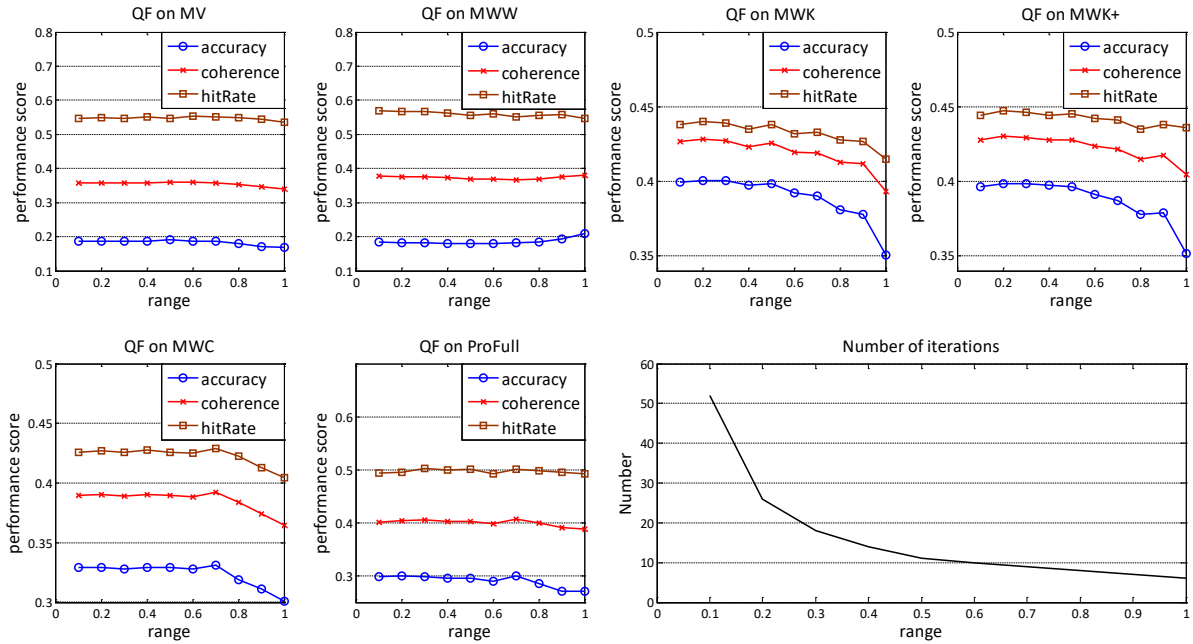 QF on MV
0.8
0.7
0.6
0.5
0.4
0.3
0.2
0.1
0 0.2 0.4 0.6 0.8 1
range
performance score
accuracy
coherence
hitRate
QF on MWW
0.8
0.7
0.6
0.5
0.4
0.3
0.2
0.1
0 0.2 0.4 0.6 0.8 1
range
performance score
accuracy
coherence
hitRate
QF on MWK
0.5
0.45
0.4
0.35
0 0.2 0.4 0.6 0.8 1
range
performance score
accuracy
coherence
hitRate
QF on MWK+
0.5
0.45
0.4
0.35
0 0.2 0.4 0.6 0.8 1
range
performance score
accuracy
coherence
hitRate
QF on MWC
0.5
0.45
0.4
0.35
0.3
0 0.2 0.4 0.6 0.8 1
range
performance score
accuracy
coherence
hitRate
QF on ProFull
0.6
0.5
0.4
0.3
0 0.2 0.4 0.6 0.8 1
range
performance score
accuracy
coherence
hitRate
Number of iterations
60
50
40
30
20
10
0
0 0.1 0.2 0.3 0.4 0.5 0.6 0.7 0.8 0.9 1
range
Number